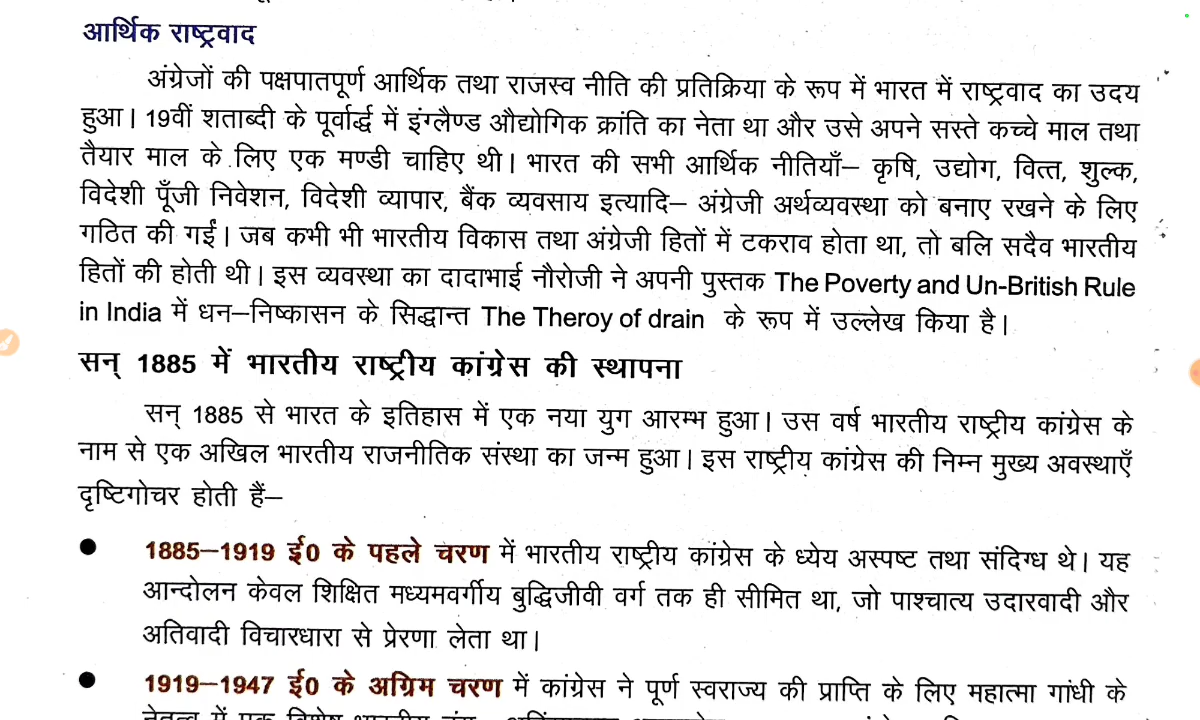 आर्थिक राष्ट्रवाद
अंग्रेजों की पक्षपातपूर्ण आर्थिक तथा राजस्व नीति की प्रतिक्रिया के रूप में भारत में राष्ट्रवाद का उदय
हुआ। 19वीं शताब्दी के पूर्वार्द्ध में इंग्लैण्ड औद्योगिक क्रांति का नेता था और उसे अपने सस्ते कच्चे माल तथा
तैयार माल के लिए एक मण्डी चाहिए थी। भारत की सभी आर्थिक नीतियाँ– कृषि, उद्योग, वित्त, शुल्क,
विदेशी पूँजी निवेशन, विदेशी व्यापार, बैंक व्यवसाय इत्यादि– अंग्रेजी अर्थव्यवस्था को बनाए रखने के लिए
गठित की गईं। जब कभी भी भारतीय विकास तथा अंग्रेजी हितों में टकराव होता था, तो बलि सदैव भारतीय
हितों की होती थी। इस व्यवस्था का दादाभाई नौरोजी ने अपनी पुस्तक The Poverty and Un-British Rule
in India में धन–निष्कासन के सिद्धान्त The Theroy of drain के रूप में उल्लेख किया है।
सन् 1885 में भारतीय राष्ट्रीय कांग्रेस की स्थापना
सन् 1885 से भारत के इतिहास में एक नया युग आरम्भ हुआ। उस वर्ष भारतीय राष्ट्रीय कांग्रेस के
नाम से एक अखिल भारतीय राजनीतिक संस्था का जन्म हुआ। इस राष्ट्रीय कांग्रेस की निम्न मुख्य अवस्थाएँ
दृष्टिगोचर होती हैं–
● 1885–1919 ई0 के पहले चरण में भारतीय राष्ट्रीय कांग्रेस के ध्येय अस्पष्ट तथा संदिग्ध थे। यह
आन्दोलन केवल शिक्षित मध्यमवर्गीय बुद्धिजीवी वर्ग तक ही सीमित था, जो पाश्चात्य उदारवादी और
अतिवादी विचारधारा से प्रेरणा लेता था।
● 1919–1947 ई0 के अग्रिम चरण में कांग्रेस ने पूर्ण स्वराज्य की प्राप्ति के लिए महात्मा गांधी के
नेतृत्व में एक विशेष भारतीय